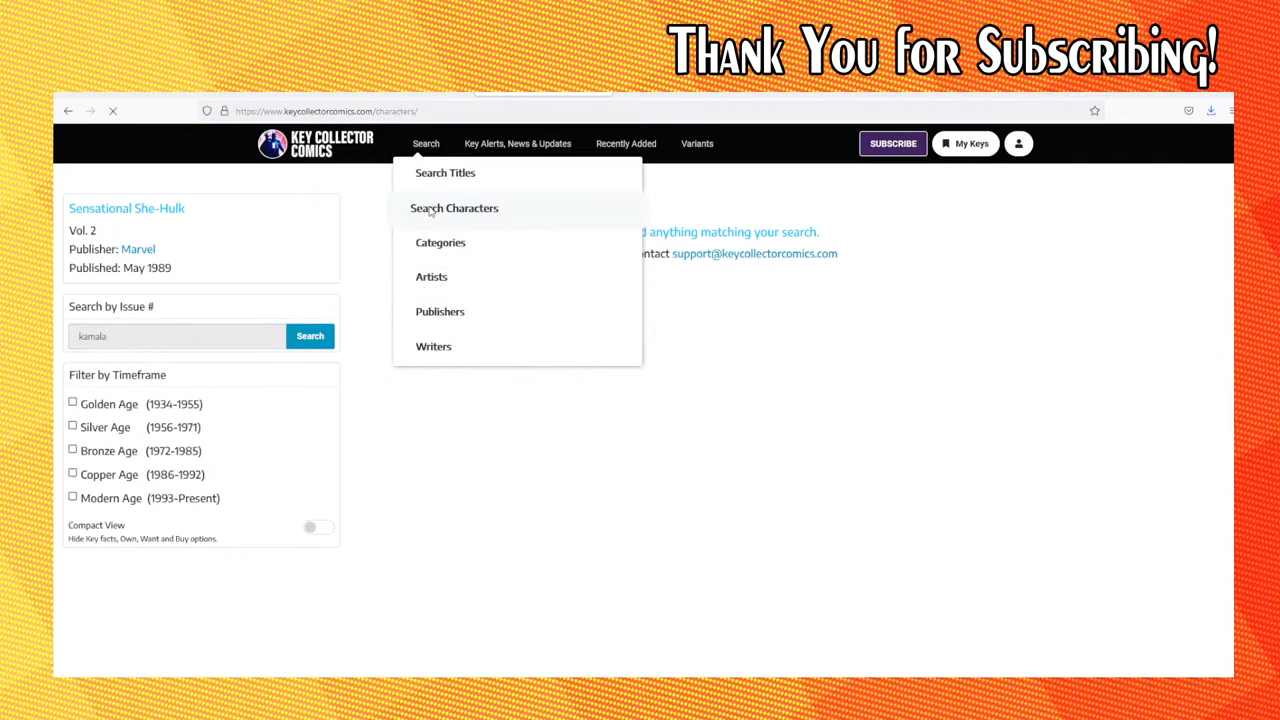 Thank You for Subscribing!
https://www.keycollectorcomics.com/characters/
KEY COLLECTOR
COMICS
Search
Key Alerts, News & Updates
Recently Added
Variants
SUBSCRIBE
My Keys
Search Titles
Search Characters
Categories
Artists
Publishers
Writers
Sensational She-Hulk
Vol. 2
Publisher: Marvel
Published: May 1989
anything matching your search.
support@keycollectorcomics.com
Search by Issue #
kamala
Search
Filter by Timeframe
Golden Age (1934-1955)
Silver Age (1956-1971)
Bronze Age (1972-1985)
Copper Age (1986-1992)
Modern Age (1993-Present)
Compact View
Hide Key facts, Own, Want and Buy options.